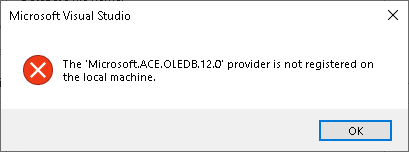 Microsoft Visual Studio
The 'Microsoft.ACE.OLEDB.12.0' provider is not registered on
the local machine.
OK